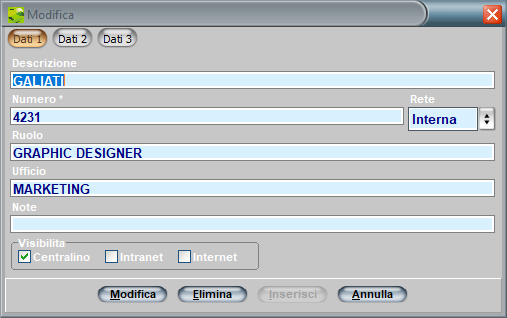 Modifica
Dati 1 Dati 2 Dati 3
Descrizione
GALIATI
Numero * Rete
4231 Interna
Ruolo
GRAPHIC DESIGNER
Ufficio
MARKETING
Note
Visibilita
Centralino Intranet Internet
Modifica Elimina Inserisci Annulla